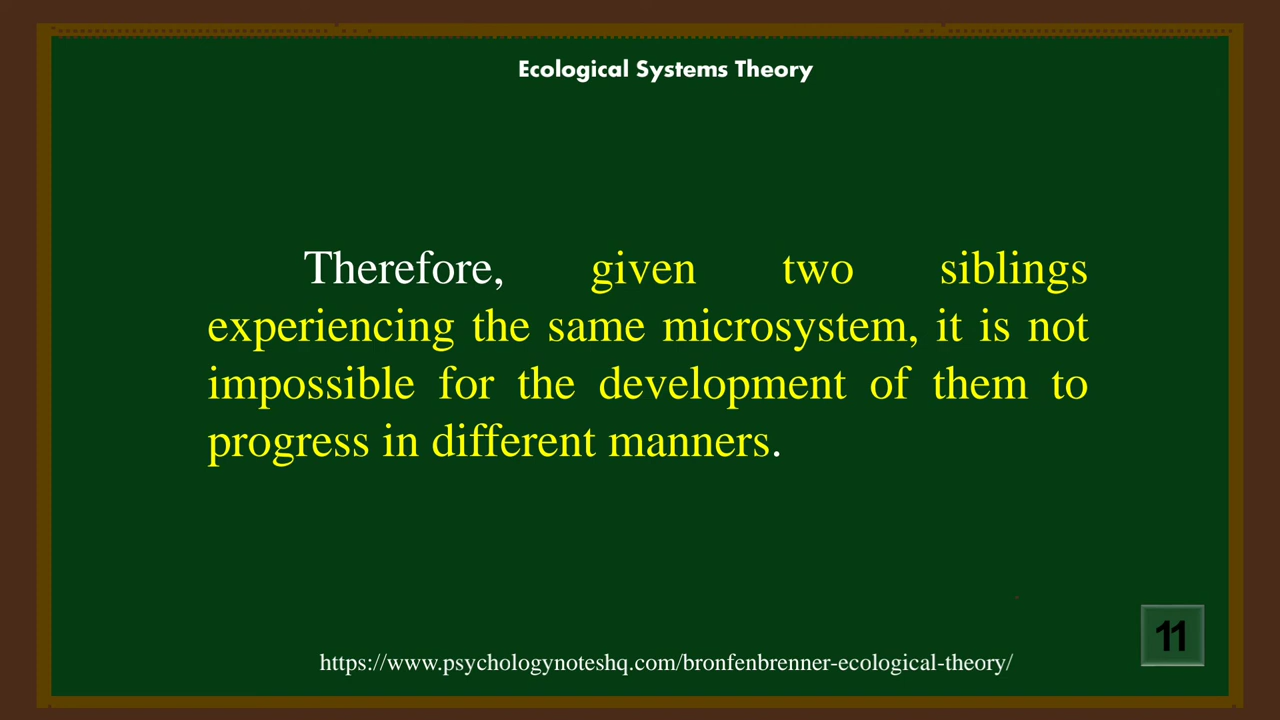 Ecological Systems Theory
Therefore, given two siblings
experiencing the same microsystem, it is not
impossible for the development of them to
progress in different manners.
11
https://www.psychologynoteshq.com/bronfenbrenner-ecological-theory/